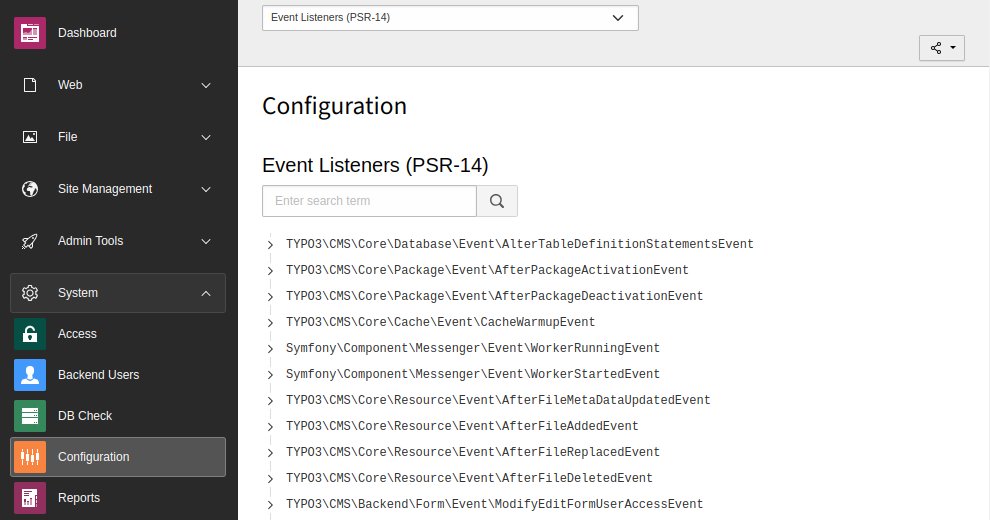 Dashboard
Web
File
Site Management
Admin Tools
System
Access
Backend Users
DB Check
Configuration
Reports
Event Listeners (PSR-14)
Configuration
Event Listeners (PSR-14)
Enter search term
TYPO3\CMS\Core\Database\Event\AlterTableDefinitionStatementsEvent
TYPO3\CMS\Core\Package\Event\AfterPackageActivationEvent
TYPO3\CMS\Core\Package\Event\AfterPackageDeactivationEvent
TYPO3\CMS\Core\Cache\Event\CacheWarmupEvent
Symfony\Component\Messenger\Event\WorkerRunningEvent
Symfony\Component\Messenger\Event\WorkerStartedEvent
TYPO3\CMS\Core\Resource\Event\AfterFileMetaDataUpdatedEvent
TYPO3\CMS\Core\Resource\Event\AfterFileAddedEvent
TYPO3\CMS\Core\Resource\Event\AfterFileReplacedEvent
TYPO3\CMS\Core\Resource\Event\AfterFileDeletedEvent
TYPO3\CMS\Backend\Form\Event\ModifyEditFormUserAccessEvent